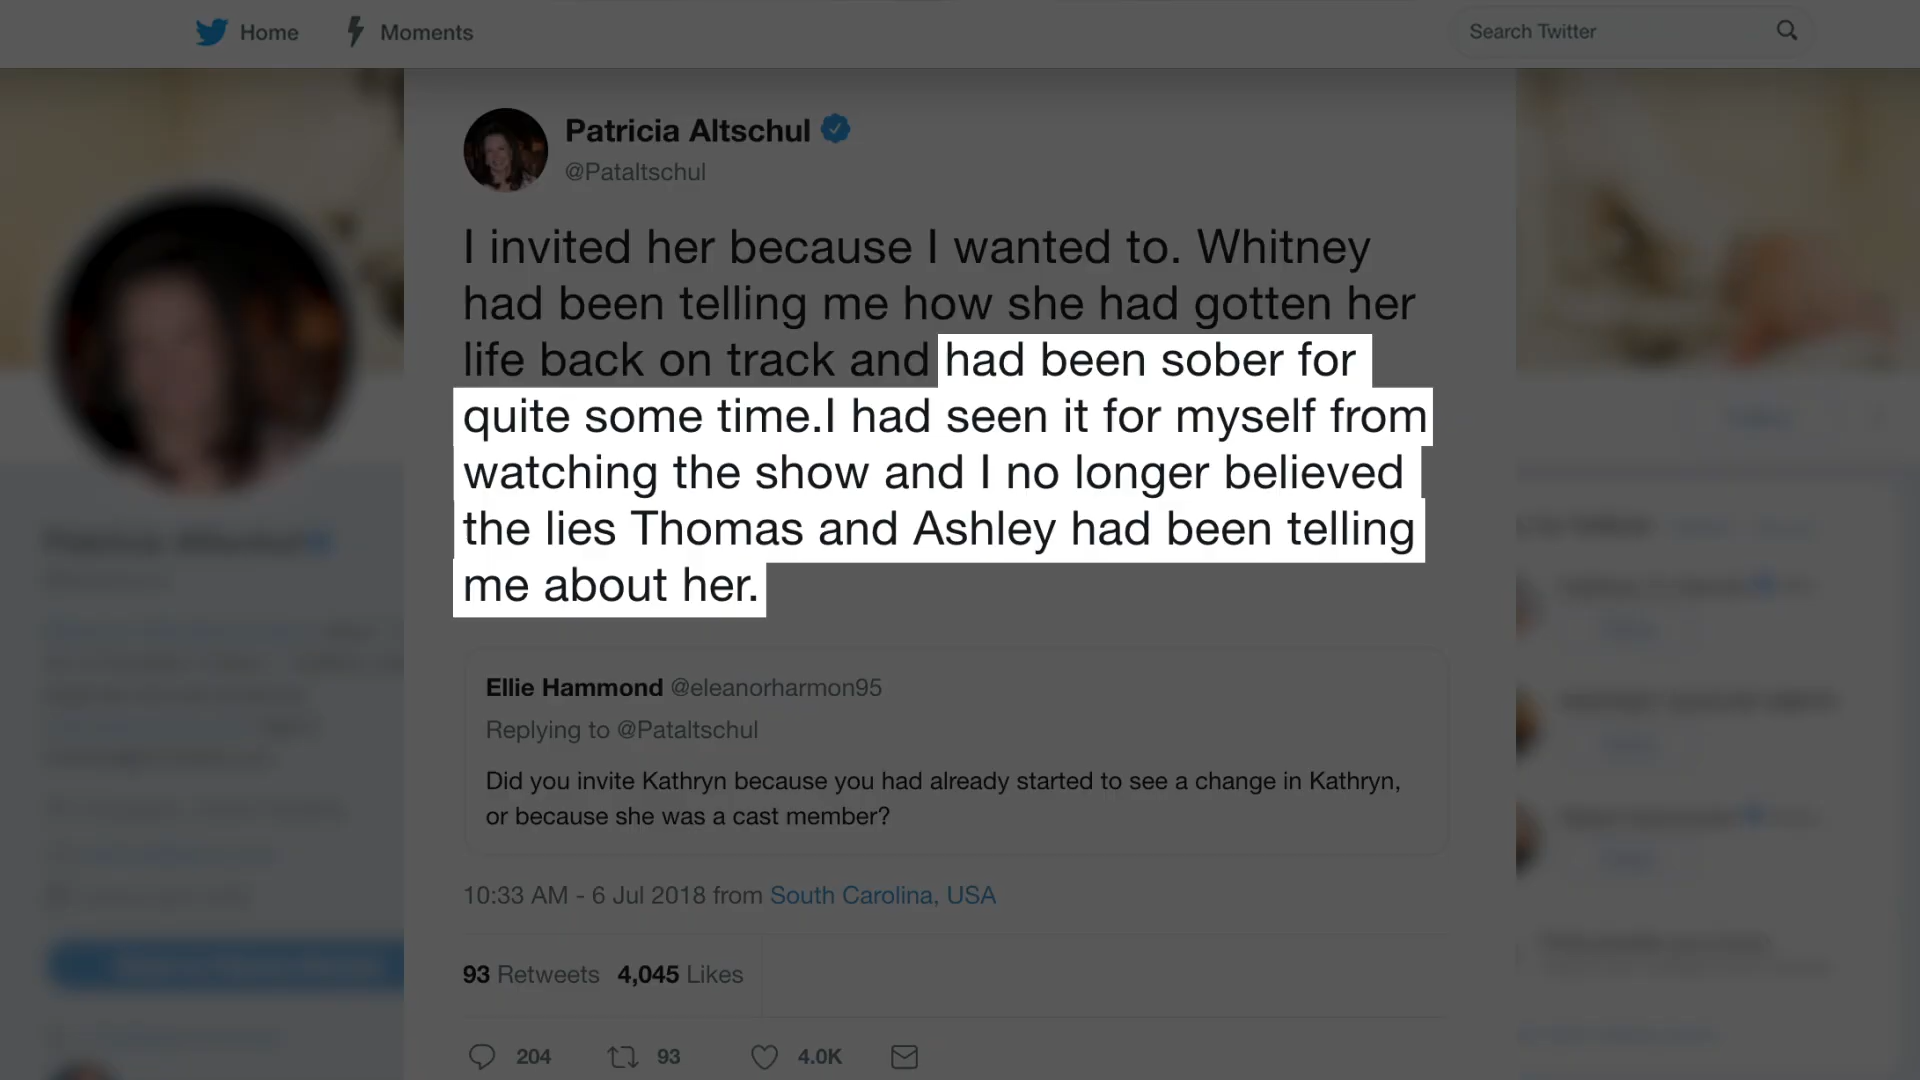 Home
Moments
Search Twitter
Patricia Altschul
@Pataltschul
I invited her because I wanted to. Whitney
had been telling me how she had gotten her
life back on track and had been sober for
quite some time.I had seen it for myself from
watching the show and I no longer believed
the lies Thomas and Ashley had been telling
me about her.
Ellie Hammond @eleanorharmon95
Replying to @Pataltschul
Did you invite Kathryn because you had already started to see a change in Kathryn,
or because she was a cast member?
10:33 AM - 6 Jul 2018 from South Carolina, USA
93 Retweets 4,045 Likes
204 93 4.0K